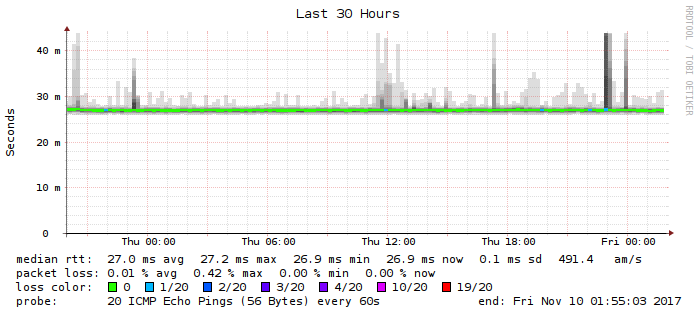 Last 30 Hours
RRDTOOL / TOBI OETIKER
Seconds
40 m
30 m
20 m
10 m
0
Thu 00:00 Thu 06:00 Thu 12:00 Thu 18:00 Fri 00:00
median rtt: 27.0 ms avg 27.2 ms max 26.9 ms min 26.9 ms now 0.1 ms sd 491.4 am/s
packet loss: 0.01 % avg 0.42 % max 0.00 % min 0.00 % now
loss color: 0 1/20 2/20 3/20 4/20 10/20 19/20
probe: 20 ICMP Echo Pings (56 Bytes) every 60s end: Fri Nov 10 01:55:03 2017